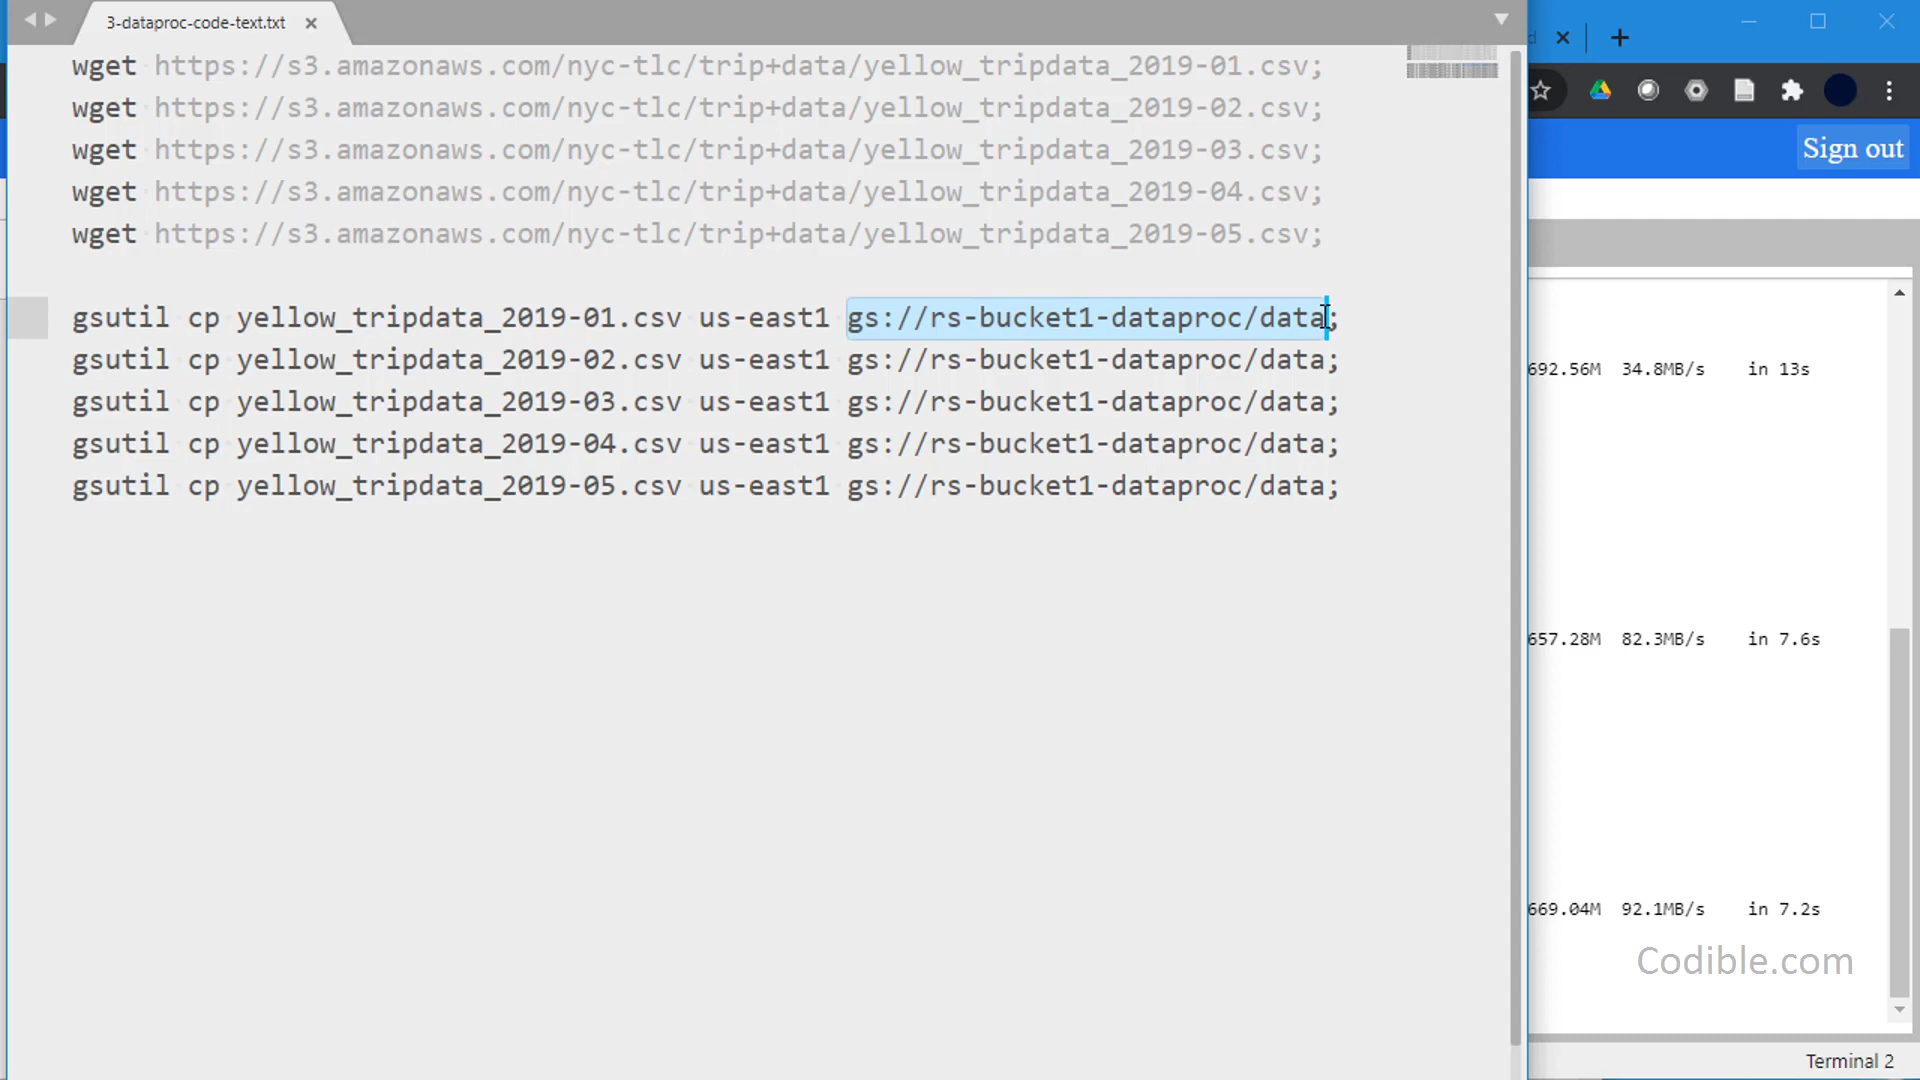 3-dataproc-code-text.txt
wget https://s3.amazonaws.com/nyc-tlc/trip+data/yellow_tripdata_2019-01.csv;
wget https://s3.amazonaws.com/nyc-tlc/trip+data/yellow_tripdata_2019-02.csv;
wget https://s3.amazonaws.com/nyc-tlc/trip+data/yellow_tripdata_2019-03.csv;
wget https://s3.amazonaws.com/nyc-tlc/trip+data/yellow_tripdata_2019-04.csv;
wget https://s3.amazonaws.com/nyc-tlc/trip+data/yellow_tripdata_2019-05.csv;
gsutil cp yellow_tripdata_2019-01.csv us-east1 gs://rs-bucket1-dataproc/data;
gsutil cp yellow_tripdata_2019-02.csv us-east1 gs://rs-bucket1-dataproc/data;
gsutil cp yellow_tripdata_2019-03.csv us-east1 gs://rs-bucket1-dataproc/data;
gsutil cp yellow_tripdata_2019-04.csv us-east1 gs://rs-bucket1-dataproc/data;
gsutil cp yellow_tripdata_2019-05.csv us-east1 gs://rs-bucket1-dataproc/data;
Sign out
692.56M 34.8MB/s in 13s
657.28M 82.3MB/s in 7.6s
669.04M 92.1MB/s in 7.2s
Codible.com
Terminal 2